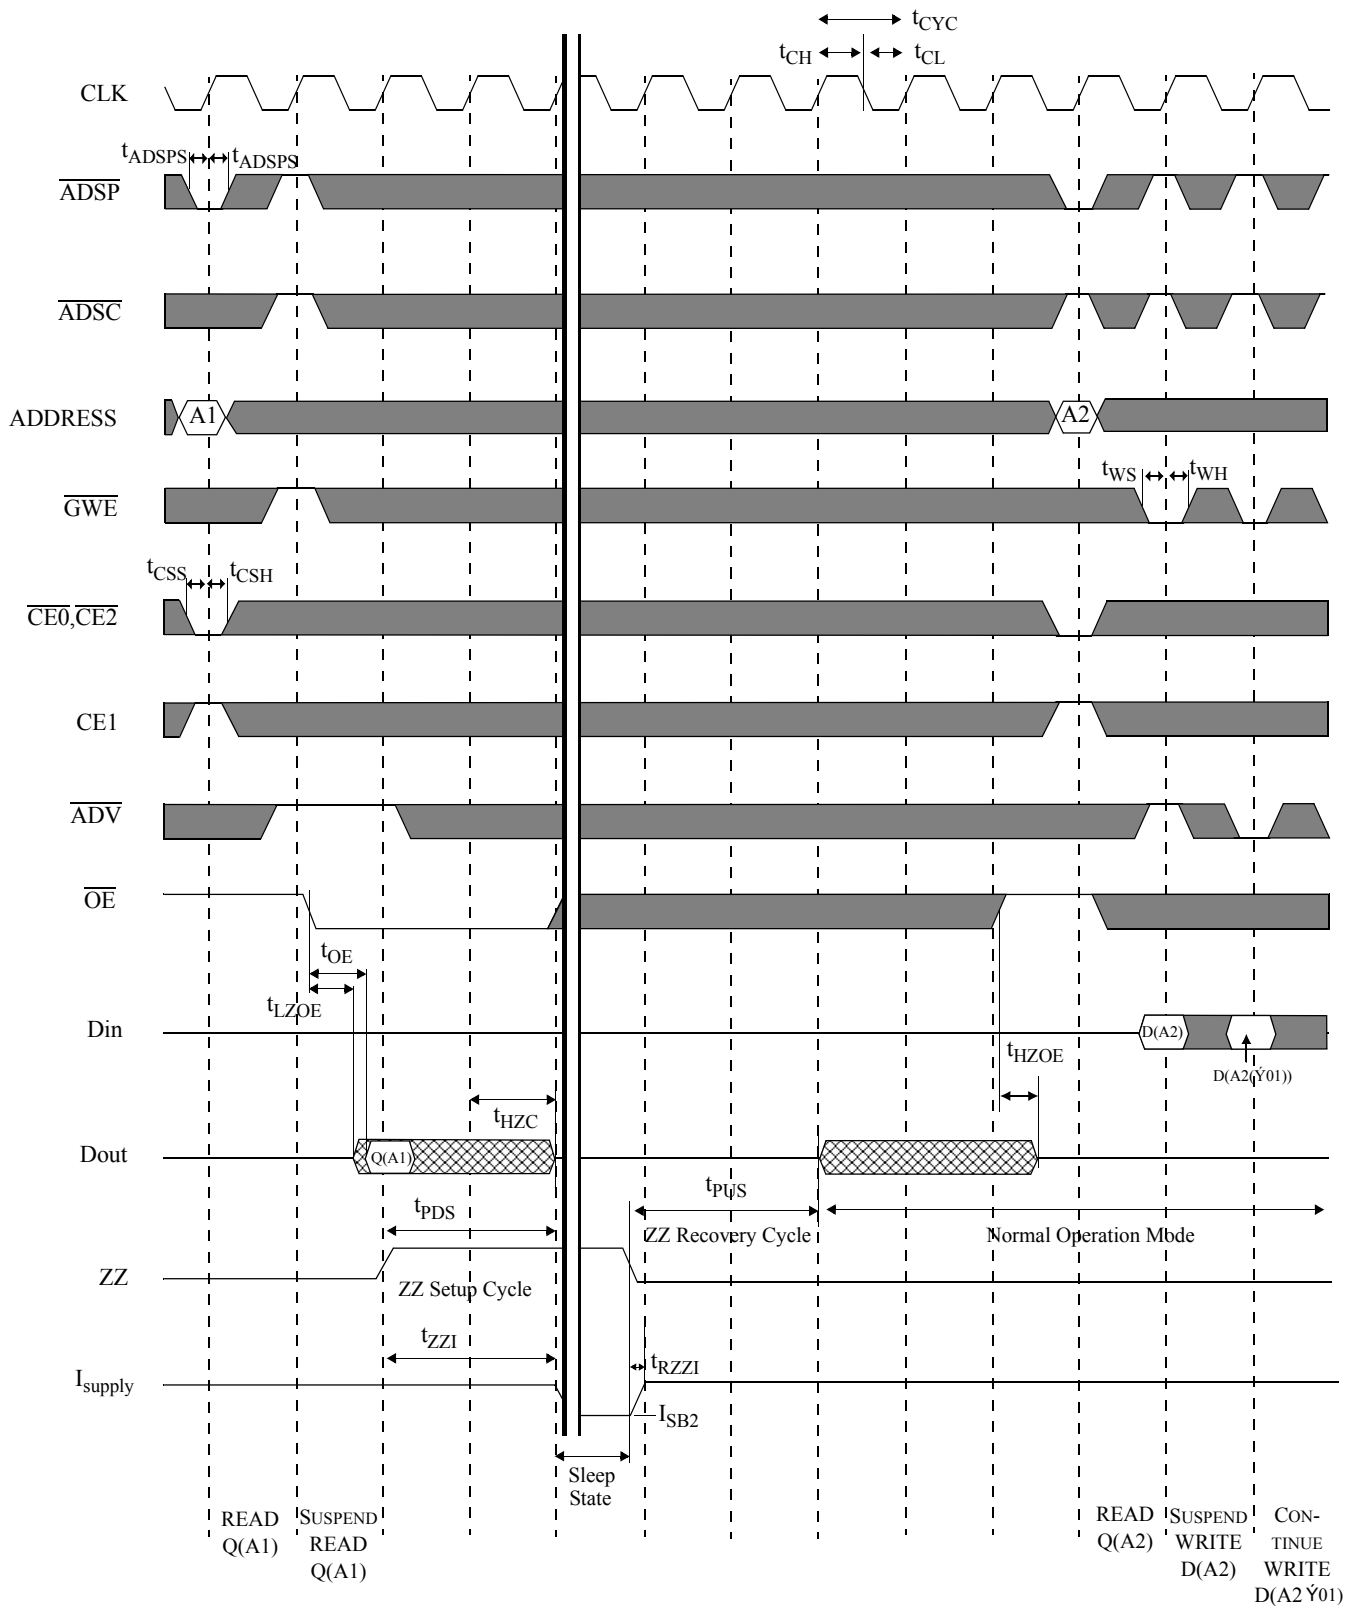 tCYC
tCH
tCL
CLK
tADSPS
tADSPS
ADSP
ADSC
ADDRESS
A1
A2
tWS
tWH
GWE
tCSS
tCSH
CE0,CE2
CE1
ADV
OE
tOE
tLZOE
Din
D(A2)
tHZOE
D(A2(Ý01))
tHZC
Dout
Q(A1)
tPUS
tPDS
ZZ Recovery Cycle
Normal Operation Mode
ZZ
ZZ Setup Cycle
tZZI
tRZZI
Isupply
ISB2
Sleep
State
READ
Q(A1)
SUSPEND
READ
Q(A1)
READ
Q(A2)
SUSPEND
WRITE
D(A2)
CON-
TINUE
WRITE
D(A2 Ý01)